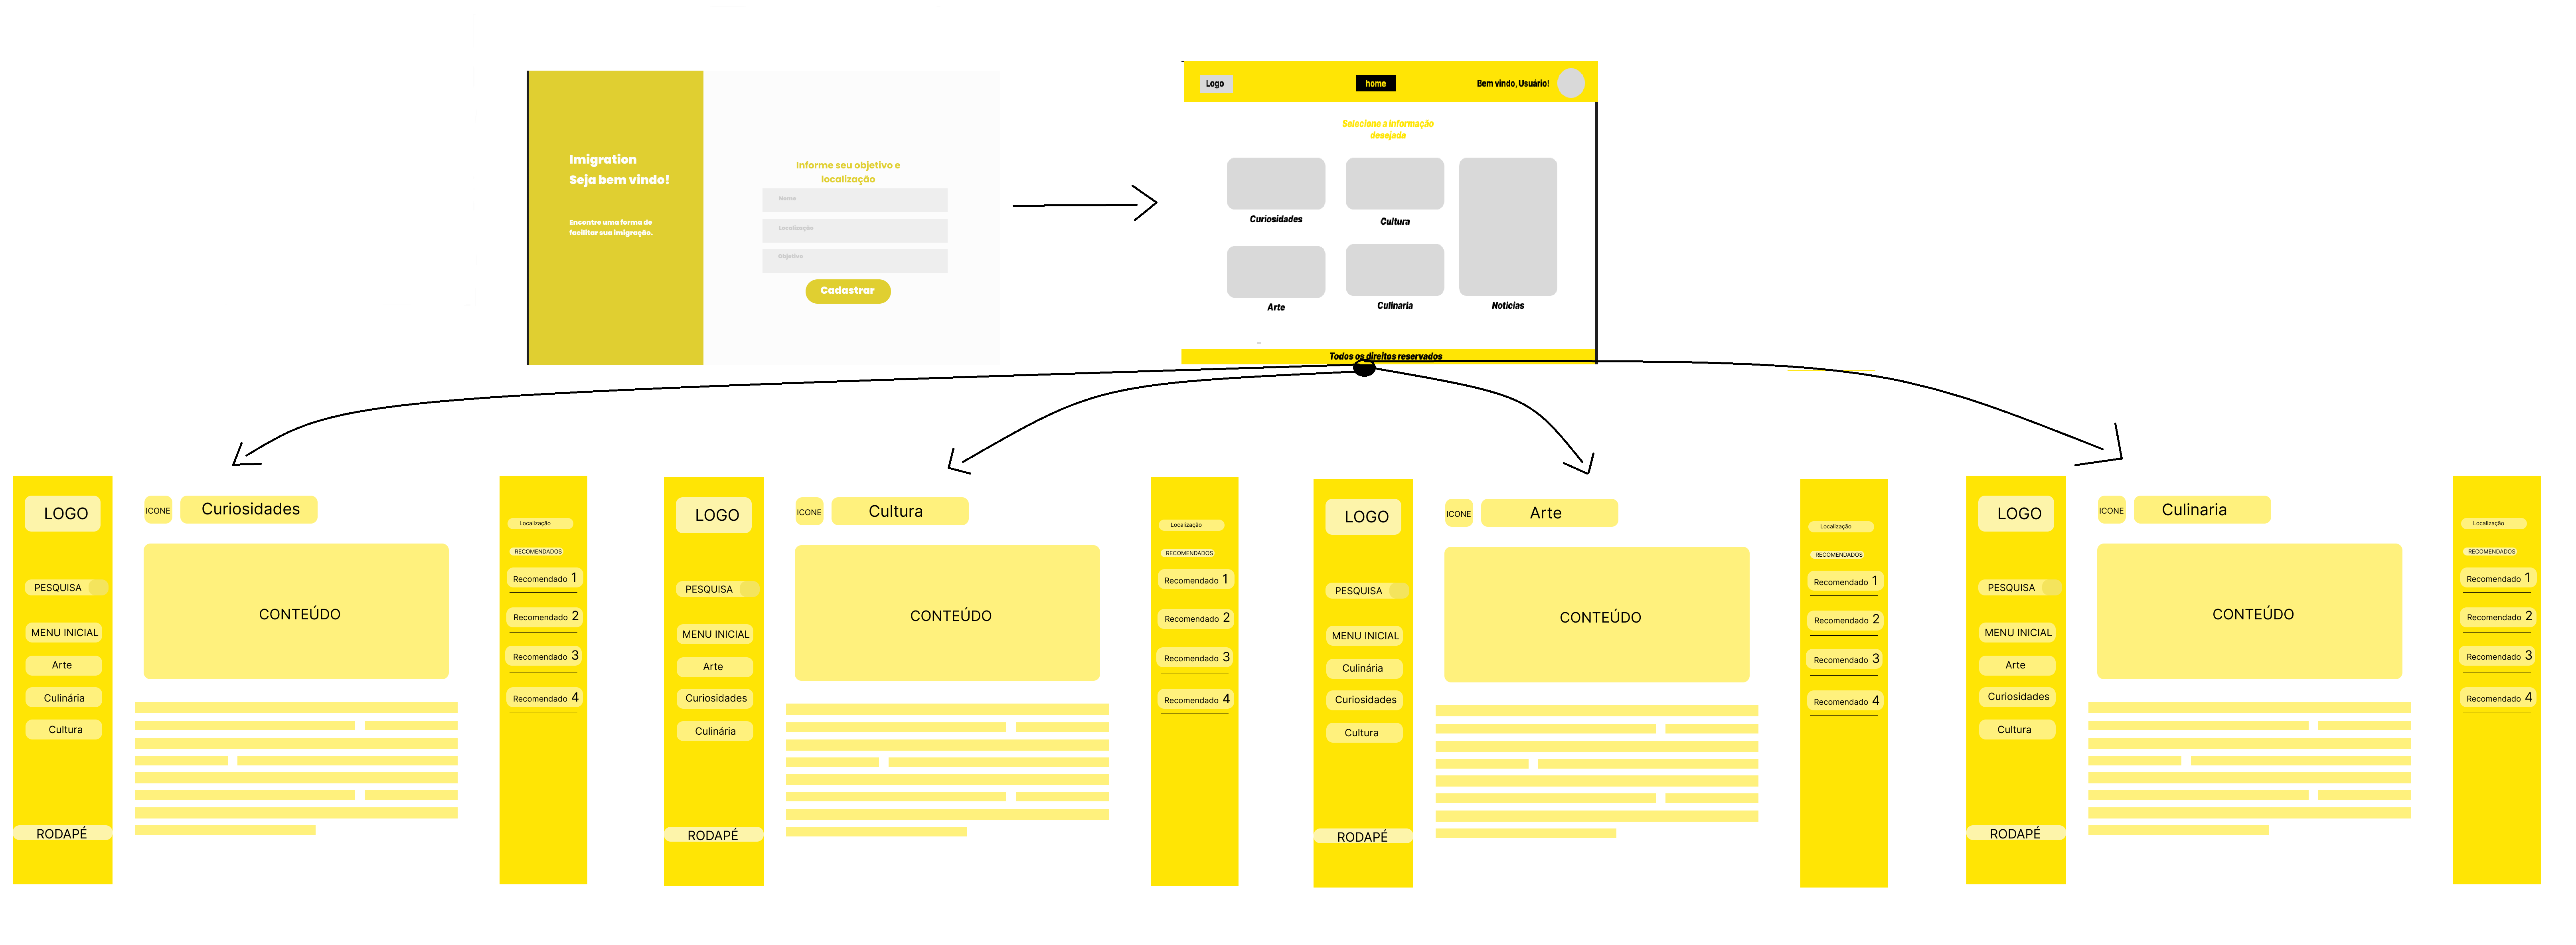 Imigration
Seja bem vindo!
Encontre uma forma de
facilitar sua imigração.
Informe seu objetivo e
localização
Nome
Localização
Objetivo
Cadastrar
Logo
home
Bem vindo, Usuário!
Selecione a informação
desejada
Curiosidades
Cultura
Arte
Culinaria
Noticias
Todos os direitos reservados
LOGO
PESQUISA
MENU INICIAL
Arte
Culinária
Cultura
RODAPÉ
ICONE
Curiosidades
CONTEÚDO
Localização
RECOMENDADOS
Recomendado 1
Recomendado 2
Recomendado 3
Recomendado 4
LOGO
PESQUISA
MENU INICIAL
Arte
Curiosidades
Culinária
RODAPÉ
ICONE
Cultura
CONTEÚDO
Localização
RECOMENDADOS
Recomendado 1
Recomendado 2
Recomendado 3
Recomendado 4
LOGO
PESQUISA
MENU INICIAL
Culinária
Curiosidades
Cultura
RODAPÉ
ICONE
Arte
CONTEÚDO
Localização
RECOMENDADOS
Recomendado 1
Recomendado 2
Recomendado 3
Recomendado 4
LOGO
PESQUISA
MENU INICIAL
Arte
Curiosidades
Cultura
RODAPÉ
ICONE
Culinaria
CONTEÚDO
Localização
RECOMENDADOS
Recomendado 1
Recomendado 2
Recomendado 3
Recomendado 4